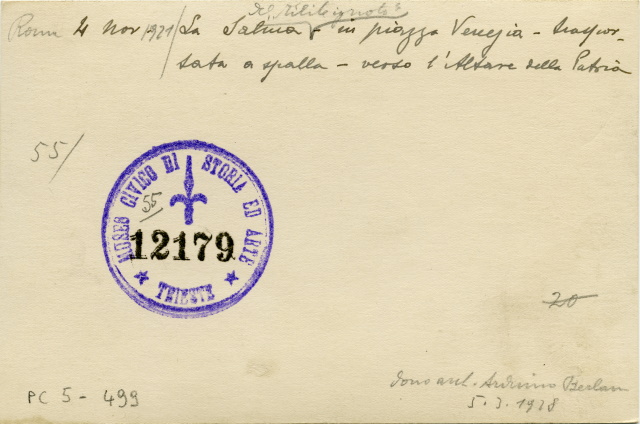 del "Milite ignoto"
Roma 4 Nov. 1921/La Salma - in piazza Venezia - traspor-
tata a spalla - verso l'Altare della Patria
55/
MUSEO CIVICO DI STORIA ED ARTE
55
12179
TRIESTE
20
dono arch. Arduino Berlam
5.3.1928
PC 5 - 499